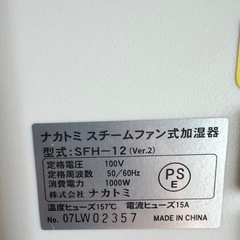 ナカトミ スチームファン式加湿器
型式:SFH-12(Ver.2)
定格電圧 100V
定格周波数 50/60Hz
消費電力 1000W
株式会社 ナカトミ
PS
E
温度ヒューズ157℃ 電流ヒューズ15A
No. 07LW02357 MADE IN CHINA